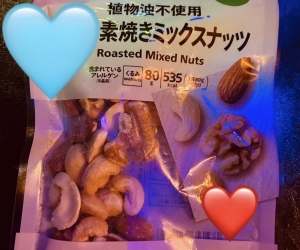 植物油不使用
素焼きミックスナッツ
Roasted Mixed Nuts
含まれている
アレルゲン
くるみ
80
g
535
kcal